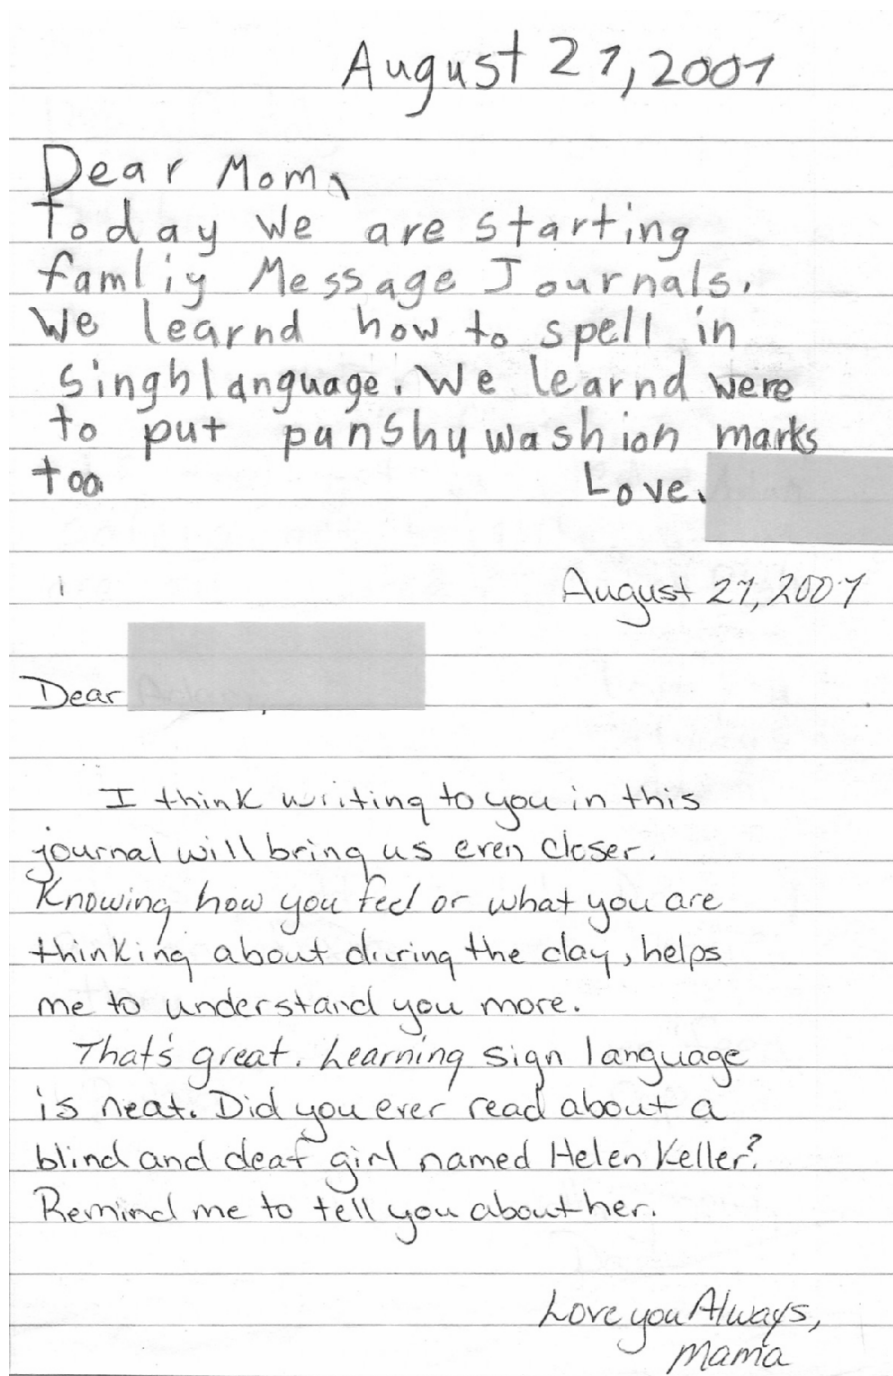 August 27, 2001
Dear Mom,
Today We are starting
famliy Message Journals.
We learnd how to spell in
singhlanguage. We learnd were
to put panshuwashion marks
too. Love,
August 27, 2001
Dear
I think writing to you in this
journal will bring us even closer.
Knowing how you feel or what you are
thinking about during the day, helps
me to understand you more.
That's great. Learning sign language
is neat. Did you ever read about a
blind and deaf girl named Helen Keller?
Remind me to tell you about her.
Love you Always,
Mama